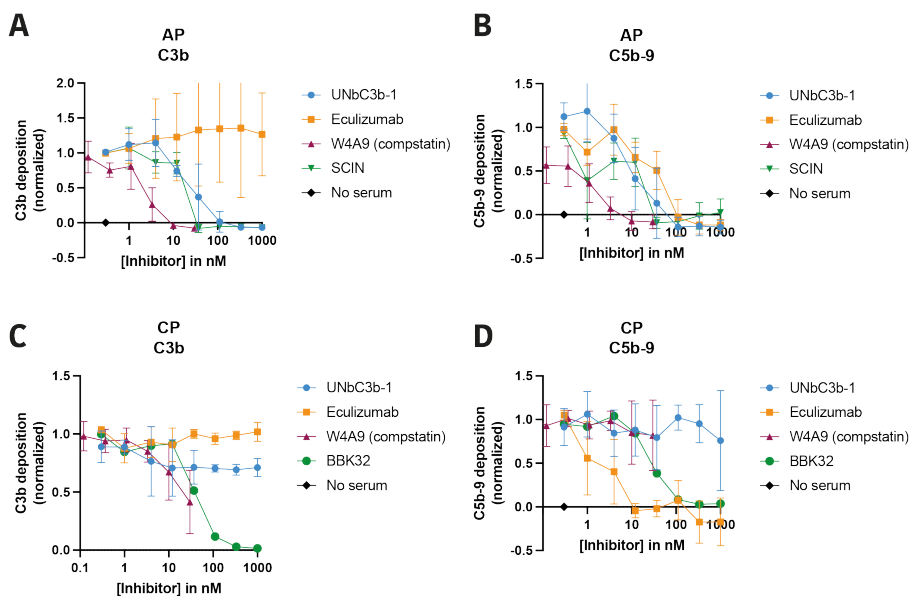 A
AP
C3b
C3b deposition
(normalized)
2.0
1.5
1.0
0.5
0.0
-0.5
1
10
100
1000
[Inhibitor] in nM
UNbC3b-1
Eculizumab
W4A9 (compstatin)
SCIN
No serum
B
AP
C5b-9
C5b-9 deposition
(normalized)
1.5
1.0
0.5
0.0
-0.5
1
10
100
1000
[Inhibitor] in nM
UNbC3b-1
Eculizumab
W4A9 (compstatin)
SCIN
No serum
C
CP
C3b
C3b deposition
(normalized)
1.5
1.0
0.5
0.0
0.1
1
10
100
1000
[Inhibitor] in nM
UNbC3b-1
Eculizumab
W4A9 (compstatin)
BBK32
No serum
D
CP
C5b-9
C5b-9 deposition
(normalized)
1.5
1.0
0.5
0.0
-0.5
1
10
100
1000
[Inhibitor] in nM
UNbC3b-1
Eculizumab
W4A9 (compstatin)
BBK32
No serum